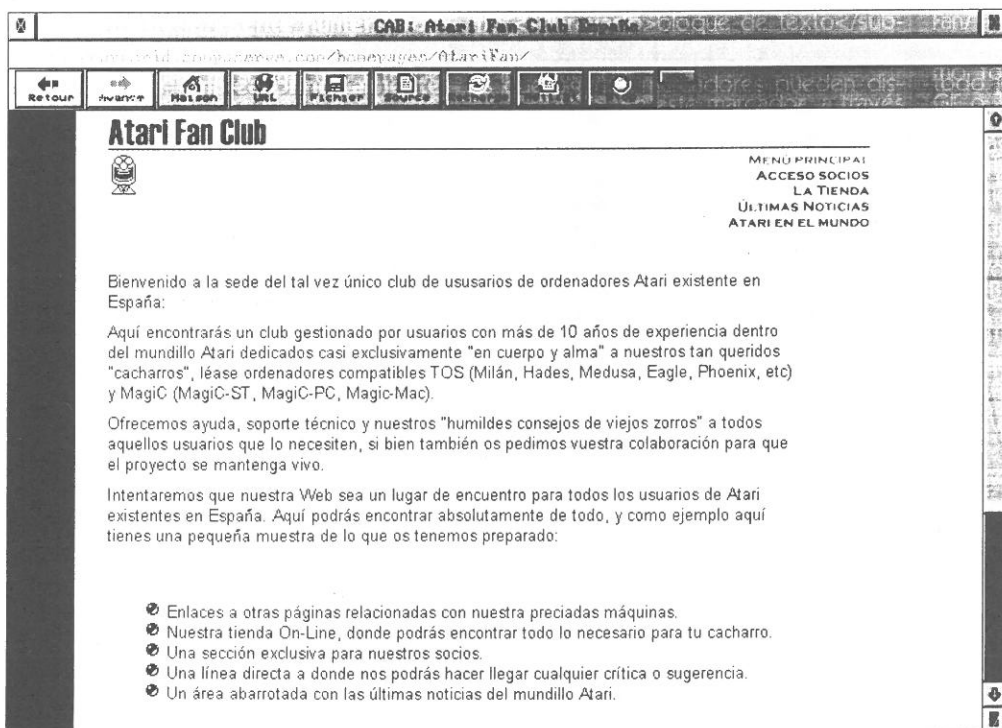 CAB: Atari Fan Club España
/homepages/AtariFan/
Retour Avance Maison URL Fichier Source
Atari Fan Club
MENÚ PRINCIPAL
ACCESO SOCIOS
LA TIENDA
ÚLTIMAS NOTICIAS
ATARI EN EL MUNDO
Bienvenido a la sede del tal vez único club de ususarios de ordenadores Atari existente en
España:
Aquí encontrarás un club gestionado por usuarios con más de 10 años de experiencia dentro
del mundillo Atari dedicados casi exclusivamente "en cuerpo y alma" a nuestros tan queridos
"cacharros", léase ordenadores compatibles TOS (Milán, Hades, Medusa, Eagle, Phoenix, etc)
y MagiC (MagiC-ST, MagiC-PC, Magic-Mac).
Ofrecemos ayuda, soporte técnico y nuestros "humildes consejos de viejos zorros" a todos
aquellos usuarios que lo necesiten, si bien también os pedimos vuestra colaboración para que
el proyecto se mantenga vivo.
Intentaremos que nuestra Web sea un lugar de encuentro para todos los usuarios de Atari
existentes en España. Aquí podrás encontrar absolutamente de todo, y como ejemplo aquí
tienes una pequeña muestra de lo que os tenemos preparado:
Enlaces a otras páginas relacionadas con nuestra preciadas máquinas.
Nuestra tienda On-Line, donde podrás encontrar todo lo necesario para tu cacharro.
Una sección exclusiva para nuestros socios.
Una línea directa a donde nos podrás hacer llegar cualquier crítica o sugerencia.
Un área abarrotada con las últimas noticias del mundillo Atari.